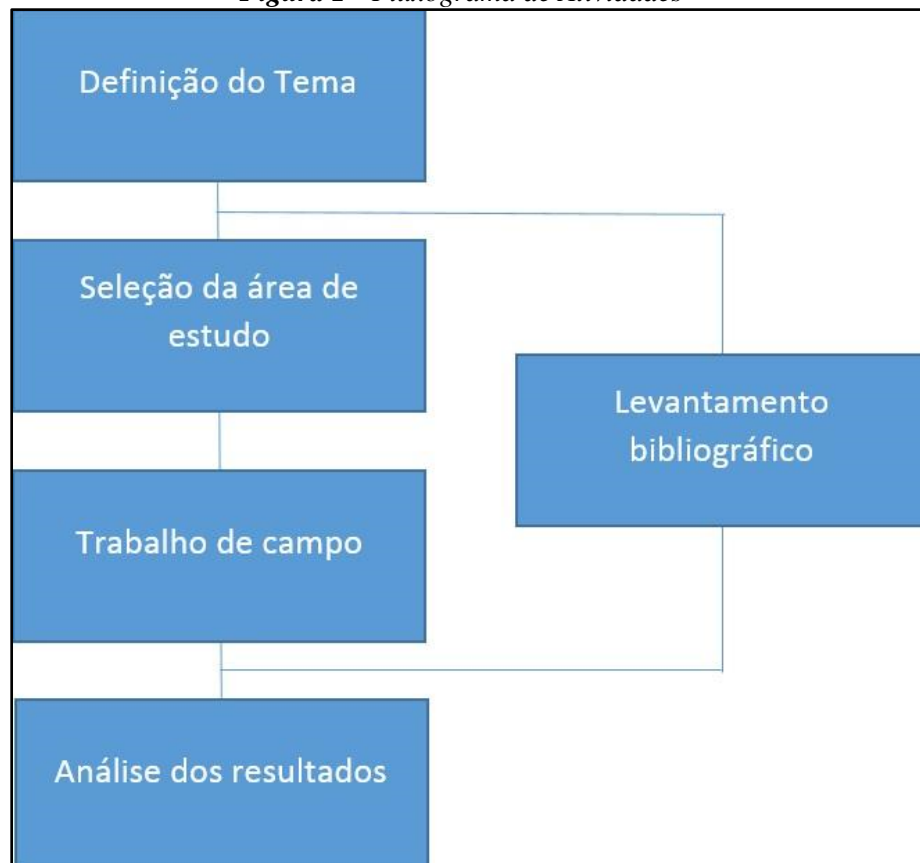 Definição do Tema
Seleção da área de
estudo
Levantamento
bibliográfico
Trabalho de campo
Análise dos resultados